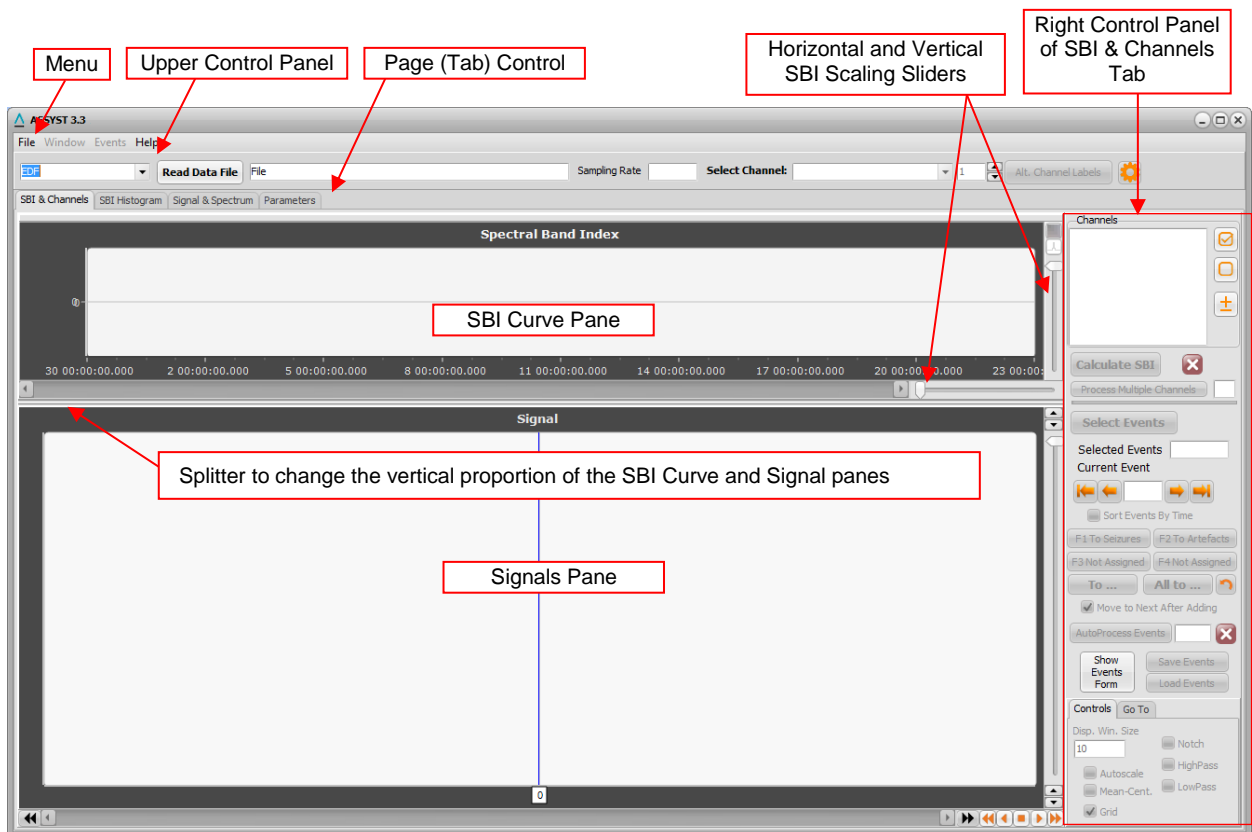 Right Control Panel
of SBI & Channels
Tab
Horizontal and Vertical
SBI Scaling Sliders
Menu
Upper Control Panel
Page (Tab) Control
ASSYST 3.3
File Window Events Help
EDF
Read Data File
File
Sampling Rate
Select Channel:
1
Alt. Channel Labels
SBI & Channels
SBI Histogram
Signal & Spectrum
Parameters
Spectral Band Index
SBI Curve Pane
30 00:00:00.000 2 00:00:00.000 5 00:00:00.000 8 00:00:00.000 11 00:00:00.000 14 00:00:00.000 17 00:00:00.000 20 00:00:00.000 23 00:00:
Signal
Splitter to change the vertical proportion of the SBI Curve and Signal panes
Signals Pane
0
Channels
Calculate SBI
Process Multiple Channels
Select Events
Selected Events
Current Event
Sort Events By Time
F1 To Seizures
F2 To Artefacts
F3 Not Assigned
F4 Not Assigned
To ...
All to ...
Move to Next After Adding
AutoProcess Events
Show
Events
Form
Save Events
Load Events
Controls
Go To
Disp. Win. Size
10
Notch
HighPass
Autoscale
LowPass
Mean-Cent.
Grid